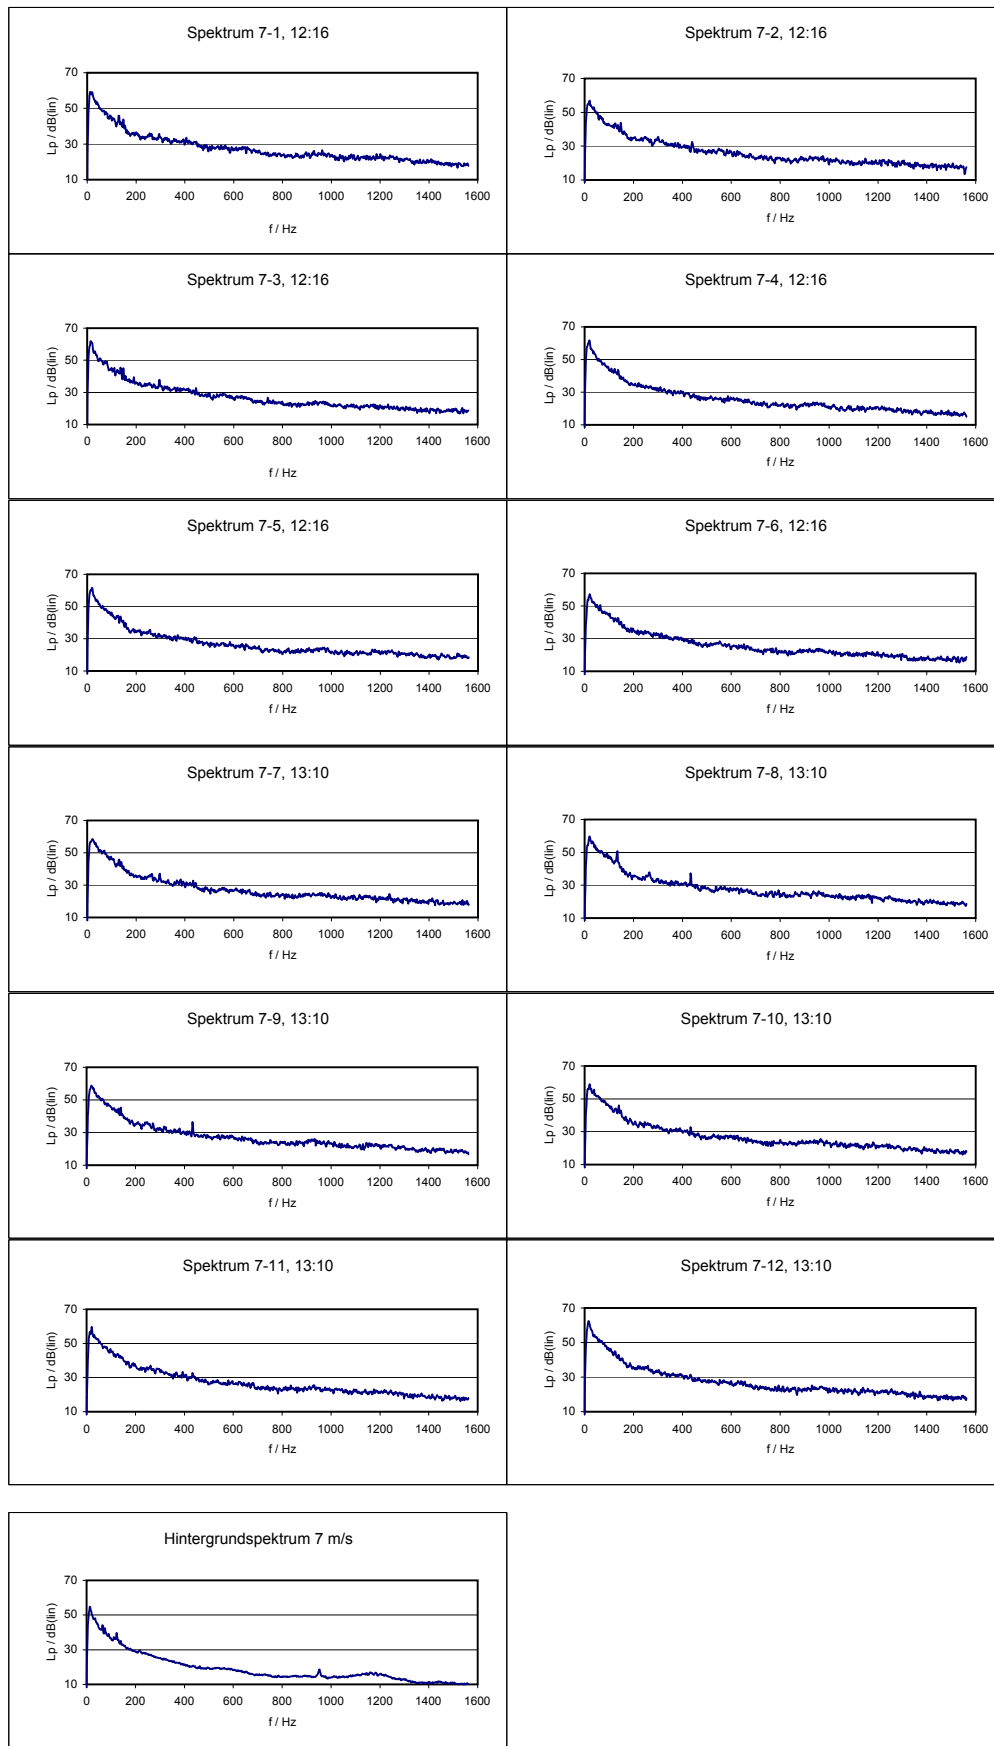 Spektrum 7-1, 12:16
70
50
30
10
Lp / dB(lin)
0 200 400 600 800 1000 1200 1400 1600
f / Hz
Spektrum 7-2, 12:16
70
50
30
10
Lp / dB(lin)
0 200 400 600 800 1000 1200 1400 1600
f / Hz
Spektrum 7-3, 12:16
70
50
30
10
Lp / dB(lin)
0 200 400 600 800 1000 1200 1400 1600
f / Hz
Spektrum 7-4, 12:16
70
50
30
10
Lp / dB(lin)
0 200 400 600 800 1000 1200 1400 1600
f / Hz
Spektrum 7-5, 12:16
70
50
30
10
Lp / dB(lin)
0 200 400 600 800 1000 1200 1400 1600
f / Hz
Spektrum 7-6, 12:16
70
50
30
10
Lp / dB(lin)
0 200 400 600 800 1000 1200 1400 1600
f / Hz
Spektrum 7-7, 13:10
70
50
30
10
Lp / dB(lin)
0 200 400 600 800 1000 1200 1400 1600
f / Hz
Spektrum 7-8, 13:10
70
50
30
10
Lp / dB(lin)
0 200 400 600 800 1000 1200 1400 1600
f / Hz
Spektrum 7-9, 13:10
70
50
30
10
Lp / dB(lin)
0 200 400 600 800 1000 1200 1400 1600
f / Hz
Spektrum 7-10, 13:10
70
50
30
10
Lp / dB(lin)
0 200 400 600 800 1000 1200 1400 1600
f / Hz
Spektrum 7-11, 13:10
70
50
30
10
Lp / dB(lin)
0 200 400 600 800 1000 1200 1400 1600
f / Hz
Spektrum 7-12, 13:10
70
50
30
10
Lp / dB(lin)
0 200 400 600 800 1000 1200 1400 1600
f / Hz
Hintergrundspektrum 7 m/s
70
50
30
10
Lp / dB(lin)
0 200 400 600 800 1000 1200 1400 1600
f / Hz